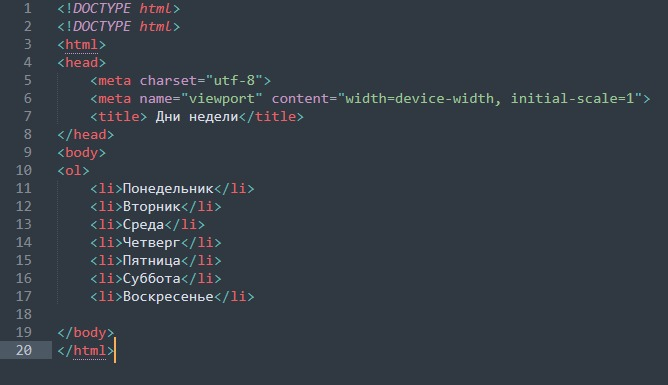 1 <!DOCTYPE html>
2 <!DOCTYPE html>
3 <html>
4 <head>
5     <meta charset="utf-8">
6     <meta name="viewport" content="width=device-width, initial-scale=1">
7     <title> Дни недели</title>
8 </head>
9 <body>
10 <ol>
11     <li>Понедельник</li>
12     <li>Вторник</li>
13     <li>Среда</li>
14     <li>Четверг</li>
15     <li>Пятница</li>
16     <li>Суббота</li>
17     <li>Воскресенье</li>
18
19 </body>
20 </html>